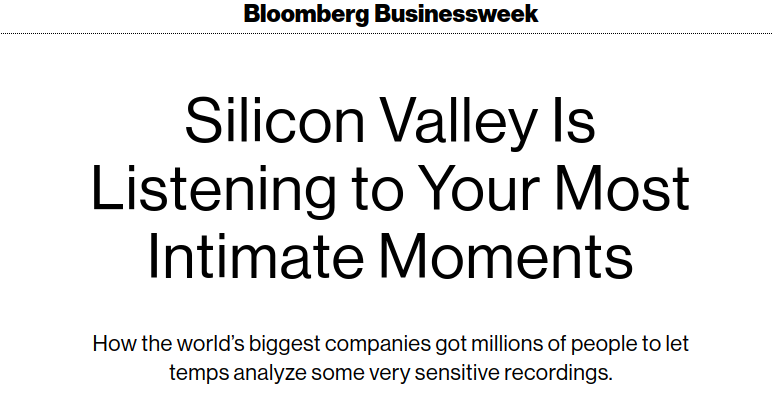 Bloomberg Businessweek
Silicon Valley Is
Listening to Your Most
Intimate Moments
How the world’s biggest companies got millions of people to let
temps analyze some very sensitive recordings.